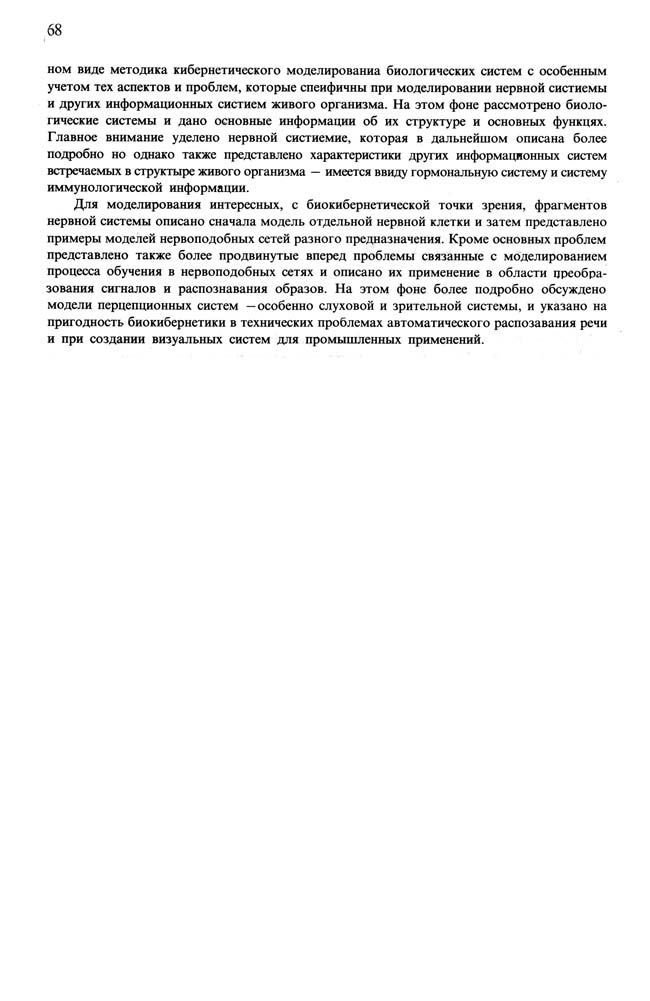 68
ном виде методика кибернетического моделированиа биологических систем с особенным
учетом тех аспектов и проблем, которые спеифичны при моделировании нервной систиемы
и других информационных систием живого организма. На этом фоне рассмотрено биоло-
гические системы и дано основные информации об их структуре и основных функцях.
Главное внимание уделено нервной систиемие, которая в дальнейшом описана более
подробно но однако также представлено характеристики других информационных систем
встречаемых в структыре живого организма — имеется ввиду гормональную систему и систему
иммунологической информации.
Для моделирования интересных, с биокибернетической точки зрения, фрагментов
нервной системы описано сначала модель отдельной нервной клетки и затем представлено
примеры моделей нервоподобных сетей разного предназначения. Кроме основных проблем
представлено также более продвинутые вперед проблемы связанные с моделированием
процесса обучения в нервоподобных сетях и описано их применение в области преобра-
зования сигналов и распознавания образов. На этом фоне более подробно обсуждено
модели перцепционных систем —особенно слуховой и зрительной системы, и указано на
пригодность биокибернетики в технических проблемах автоматического распозавания речи
и при создании визуальных систем для промышленных применений.